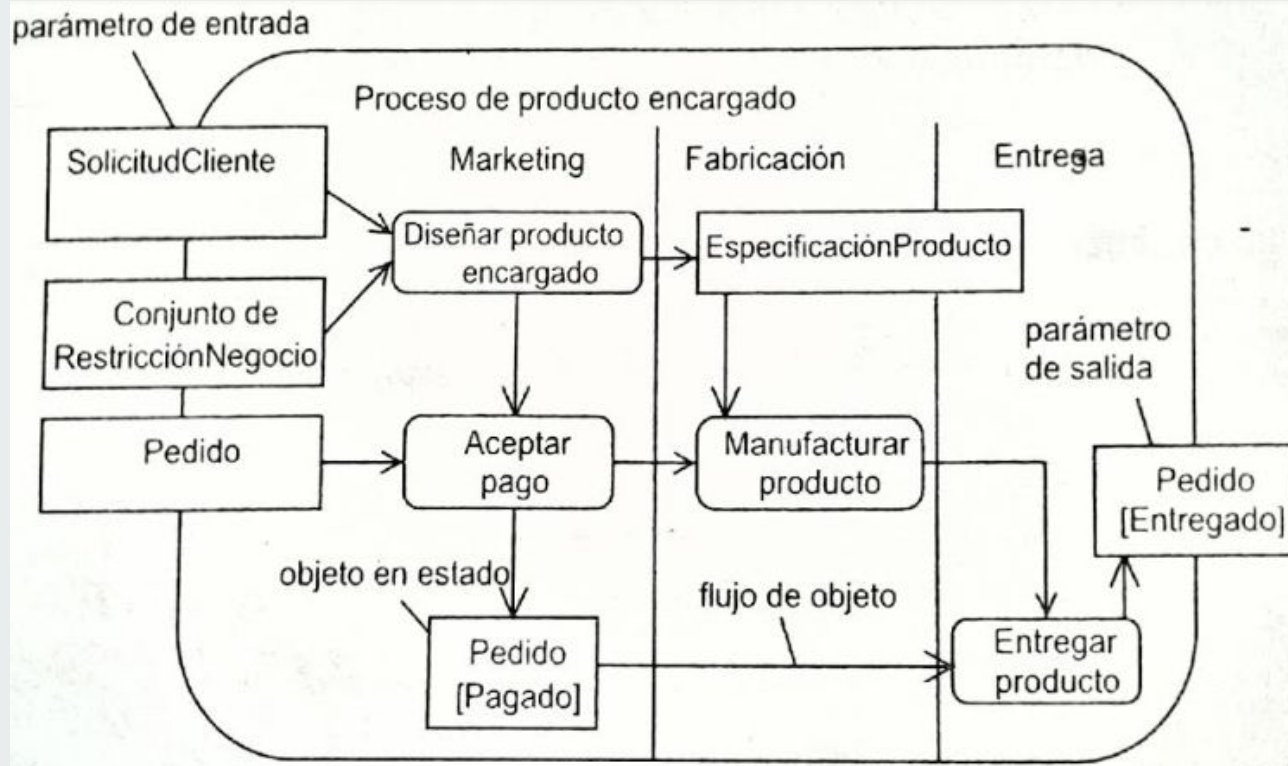 parámetro de entrada
Proceso de producto encargado
SolicitudCliente
Marketing
Fabricación
Entrega
Diseñar producto
encargado
EspecificaciónProducto
Conjunto de
RestricciónNegocio
parámetro
de salida
Pedido
Aceptar
pago
Manufacturar
producto
Pedido
[Entregado]
objeto en estado
flujo de objeto
Pedido
[Pagado]
Entregar
producto